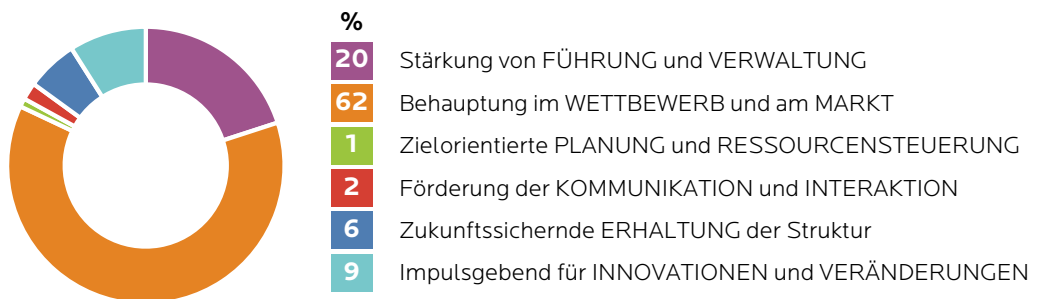 %
20 Stärkung von FÜHRUNG und VERWALTUNG
62 Behauptung im WETTBEWERB und am MARKT
1 Zielorientierte PLANUNG und RESSOURCENSTEUERUNG
2 Förderung der KOMMUNIKATION und INTERAKTION
6 Zukunftssichernde ERHALTUNG der Struktur
9 Impulsgebend für INNOVATIONEN und VERÄNDERUNGEN